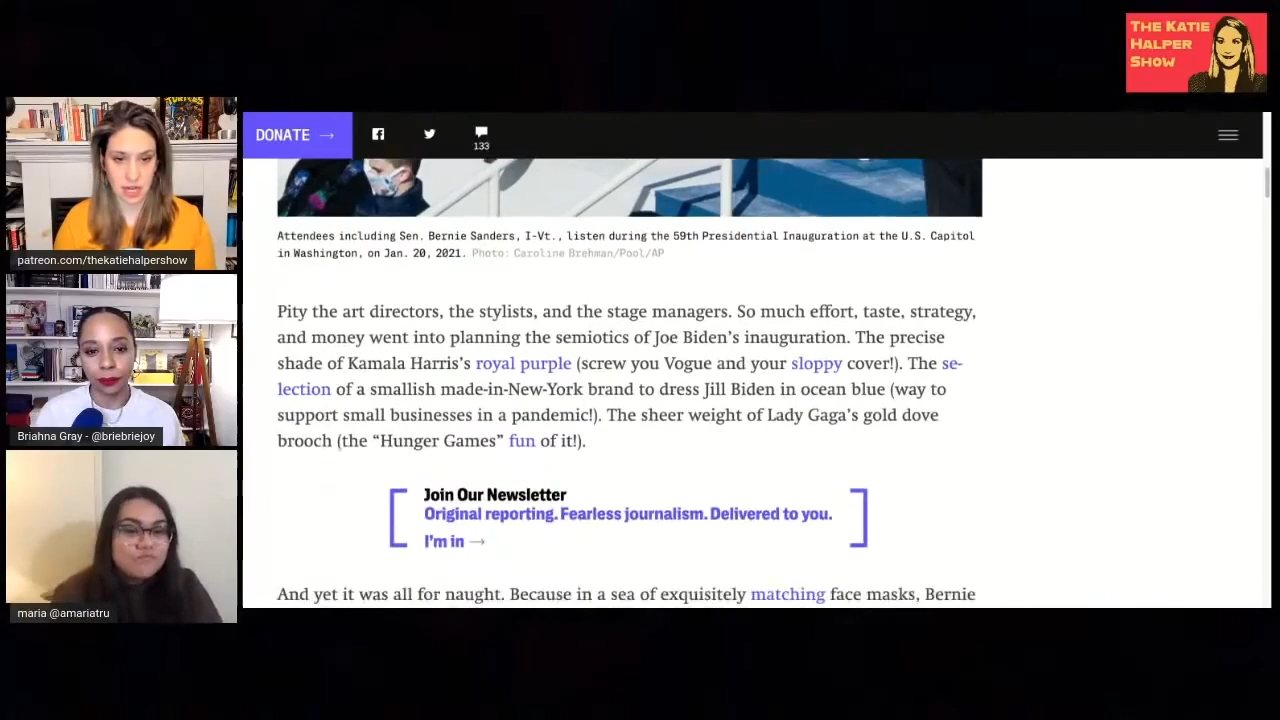 THE KATIE
HALPER
SHOW
TURTLES
patreon.com/thekatiehalpershow
Briahna Gray - @briebriejoy
maria @amariatru
DONATE →
133
Attendees including Sen. Bernie Sanders, I-Vt., listen during the 59th Presidential Inauguration at the U.S. Capitol
in Washington, on Jan. 20, 2021. Photo: Caroline Brehman/Pool/AP
Pity the art directors, the stylists, and the stage managers. So much effort, taste, strategy,
and money went into planning the semiotics of Joe Biden’s inauguration. The precise
shade of Kamala Harris’s royal purple (screw you Vogue and your sloppy cover!). The se-
lection of a smallish made-in-New-York brand to dress Jill Biden in ocean blue (way to
support small businesses in a pandemic!). The sheer weight of Lady Gaga’s gold dove
brooch (the “Hunger Games” fun of it!).
Join Our Newsletter
Original reporting. Fearless journalism. Delivered to you.
I’m in →
And yet it was all for naught. Because in a sea of exquisitely matching face masks, Bernie